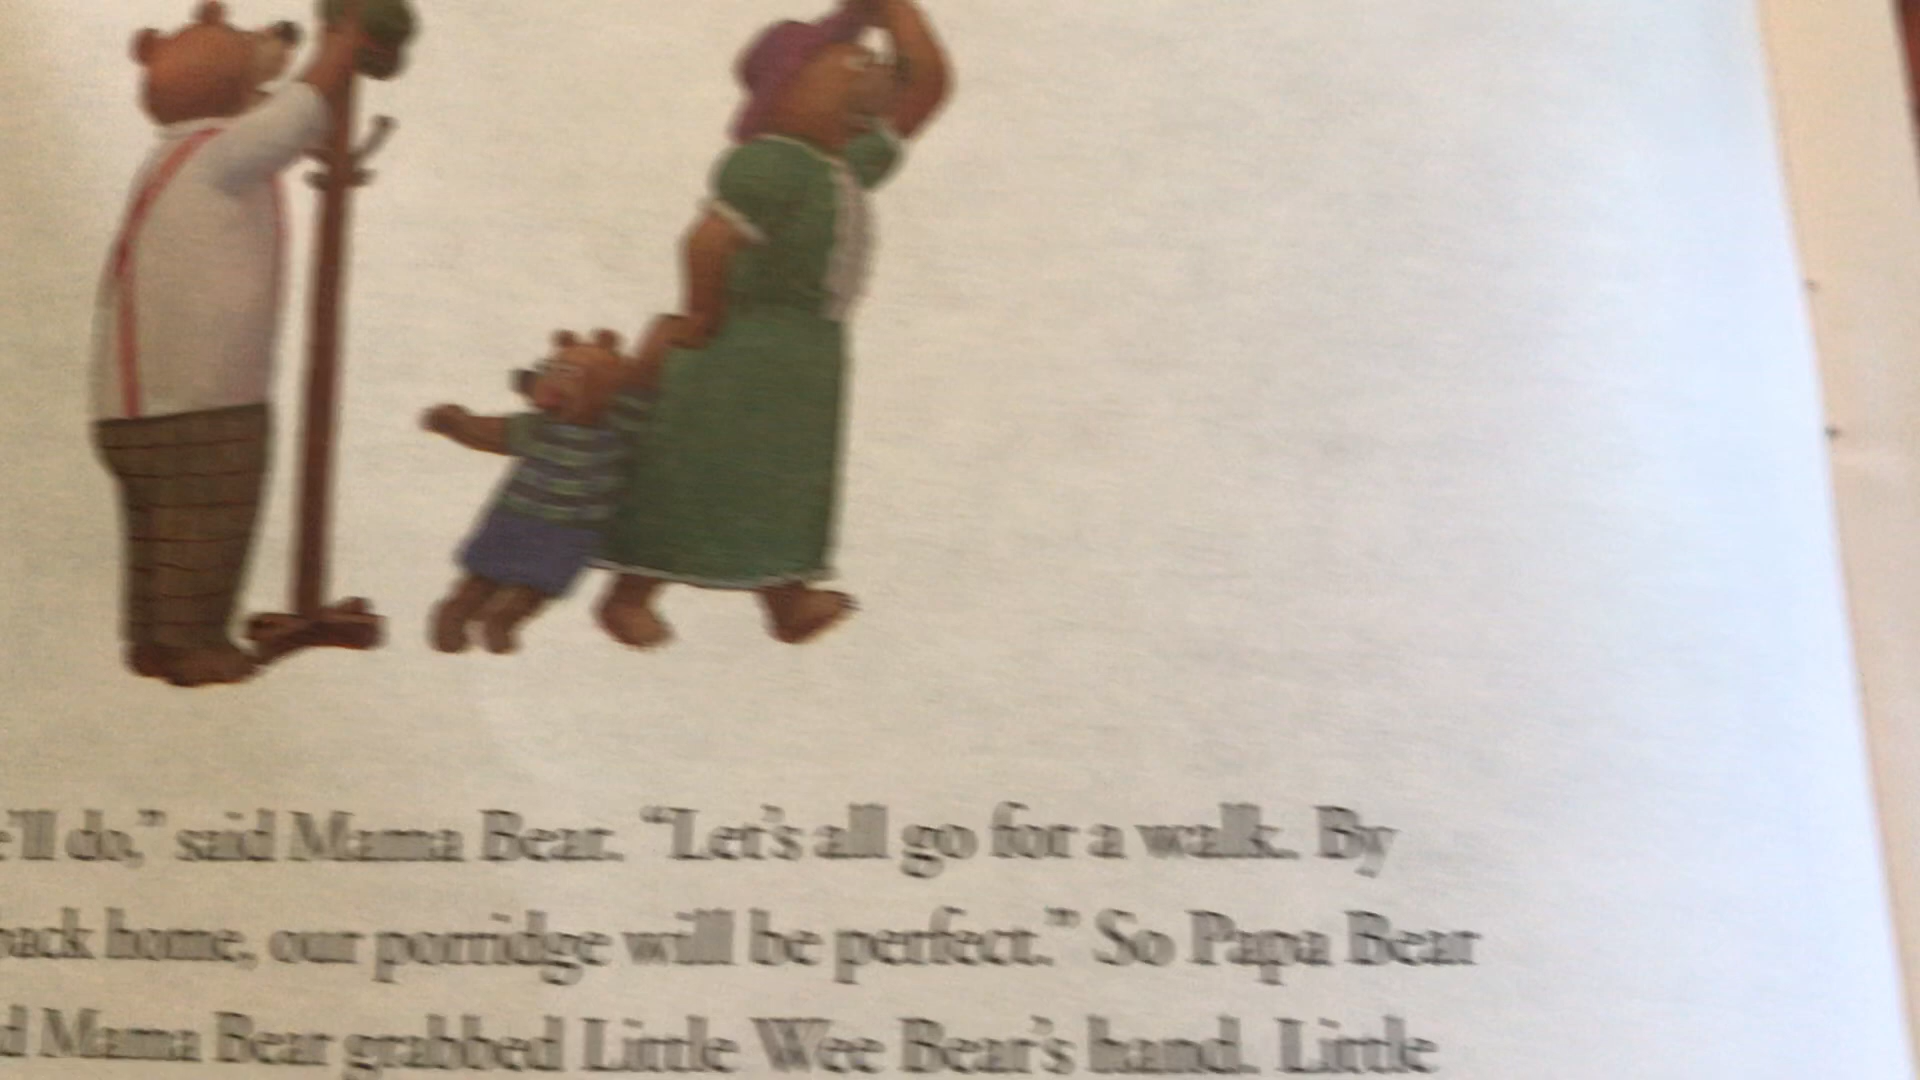 e'll do," said Mama Bear. "Let's all go for a walk. By
back home, our porridge will be perfect." So Papa Bear
d Mama Bear grabbed Little Wee Bear's hand. Little